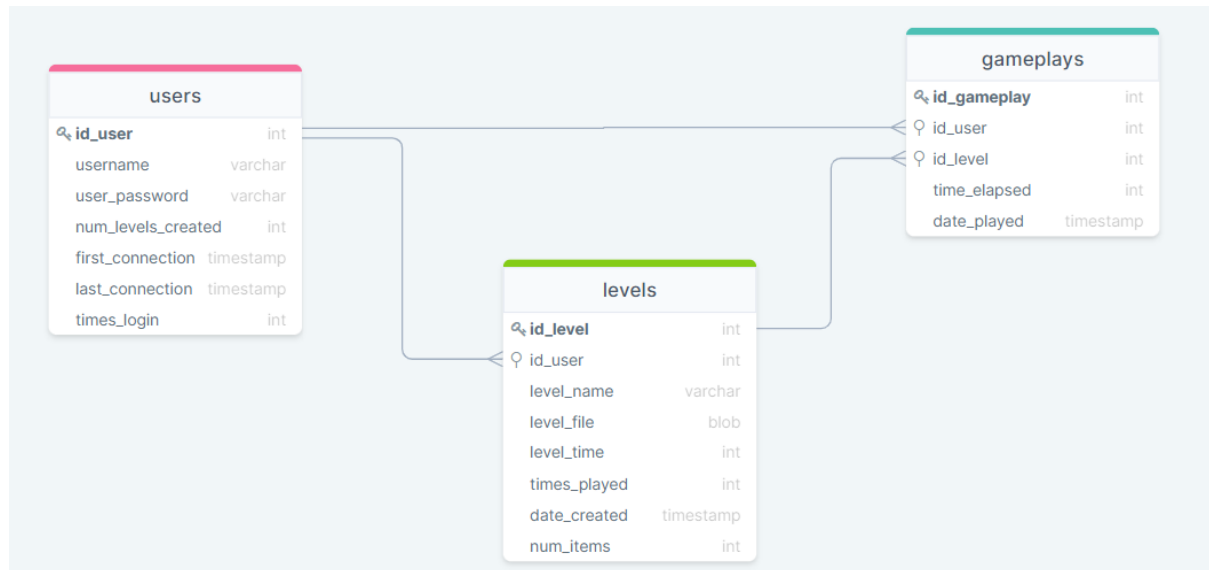 users
id_user int
username varchar
user_password varchar
num_levels_created int
first_connection timestamp
last_connection timestamp
times_login int
levels
id_level int
id_user int
level_name varchar
level_file blob
level_time int
times_played int
date_created timestamp
num_items int
gameplays
id_gameplay int
id_user int
id_level int
time_elapsed int
date_played timestamp